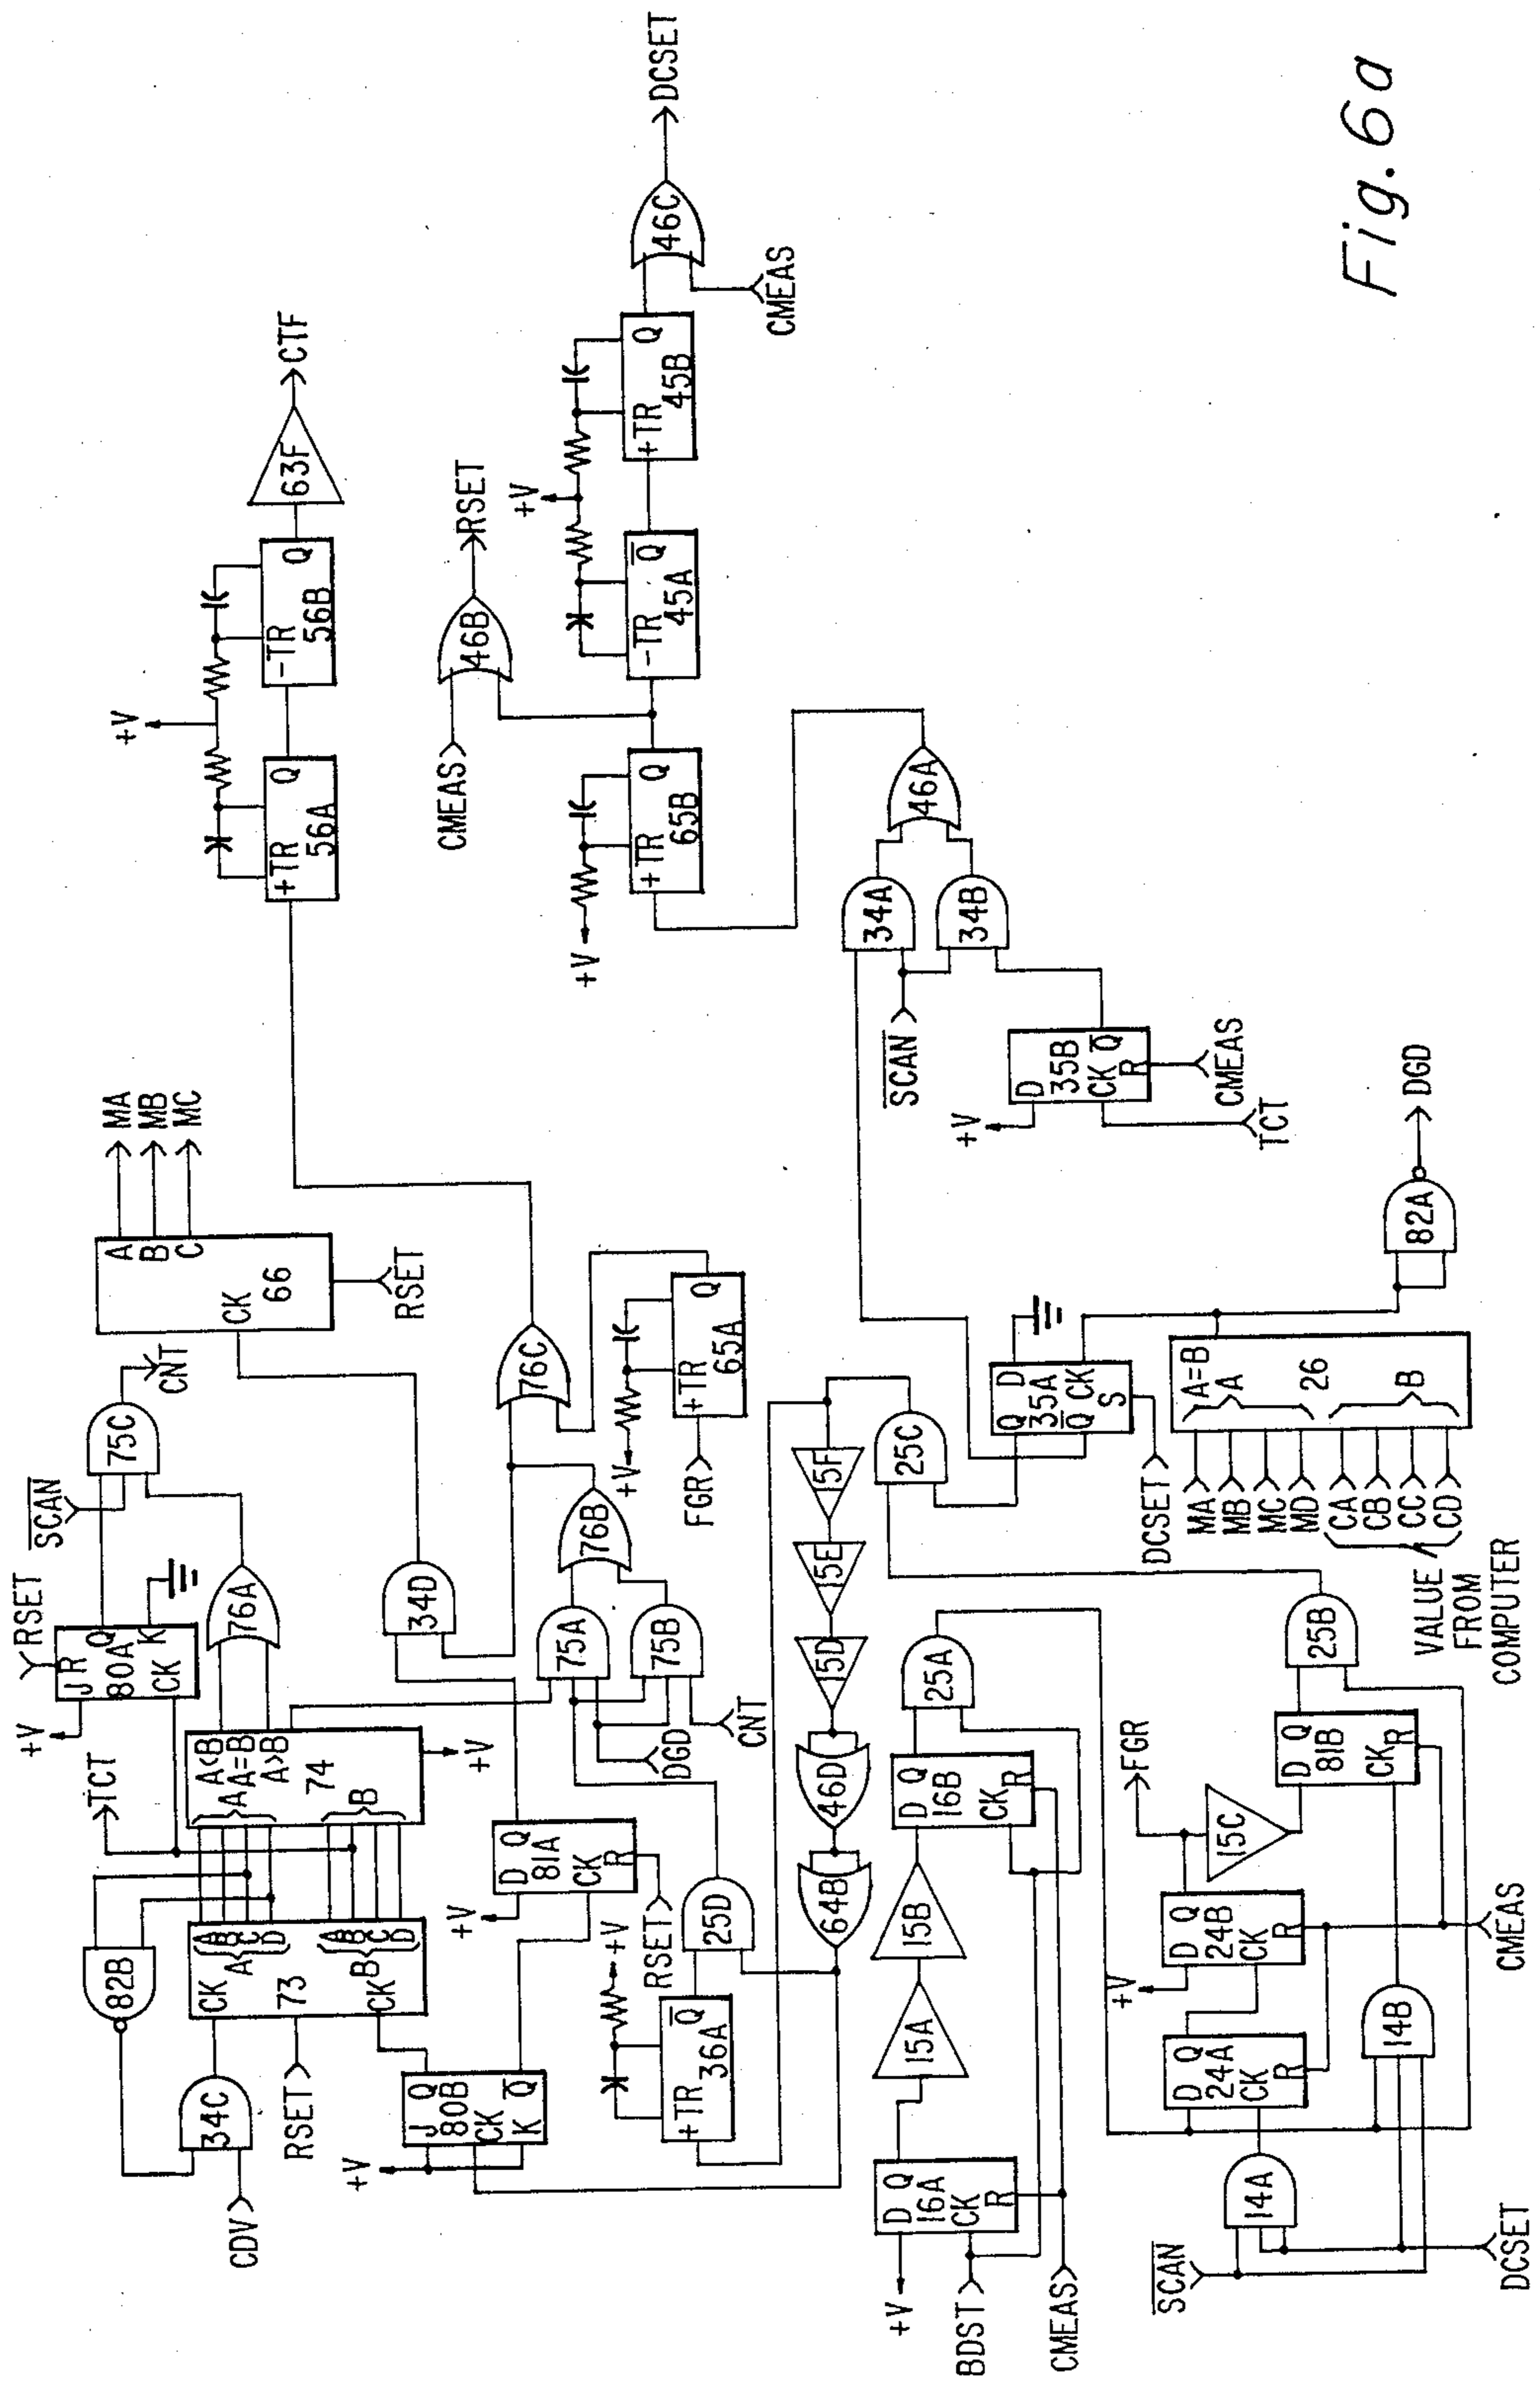 CDV
34C
RSET
82B
CK
A
A
B
C
D
73
CK
B
A
B
C
D
TCT
A<B
A=B
A
A>B
74
B
+V
+V
J
R
Q
80A
CK
K
RSET
76A
SCAN
75C
CNT
CK
66
A
B
C
MA
MB
MC
RSET
+V
J
Q
80B
CK
K
Q
+V
D
Q
81A
CK
R
RSET
34D
+V
+TR
Q
36A
25D
DGD
CNT
75A
75B
76B
76C
FGR
+V
+TR
Q
65A
+TR
Q
56A
+V
-TR
Q
56B
63F
CTF
CMEAS
46B
RSET
+V
+TR
Q
65B
-TR
Q
45A
+V
+TR
Q
45B
46C
CMEAS
DCSET
64B
46D
15D
15E
15F
25C
+V
D
Q
16A
CK
R
BDST
CMEAS
15A
15B
D
Q
16B
CK
R
25A
SCAN
DCSET
14A
D
Q
24A
CK
R
+V
D
Q
24B
CK
R
14B
CMEAS
FGR
15C
D
Q
81B
CK
R
25B
Q
D
35A
Q
CK
S
DCSET
MA
MB
MC
MD
CA
CB
CC
CD
VALUE
FROM
COMPUTER
A=B
A
26
B
82A
DGD
SCAN
34A
34B
46A
+V
D
35B
CK
Q
R
TCT
CMEAS
Fig. 6a